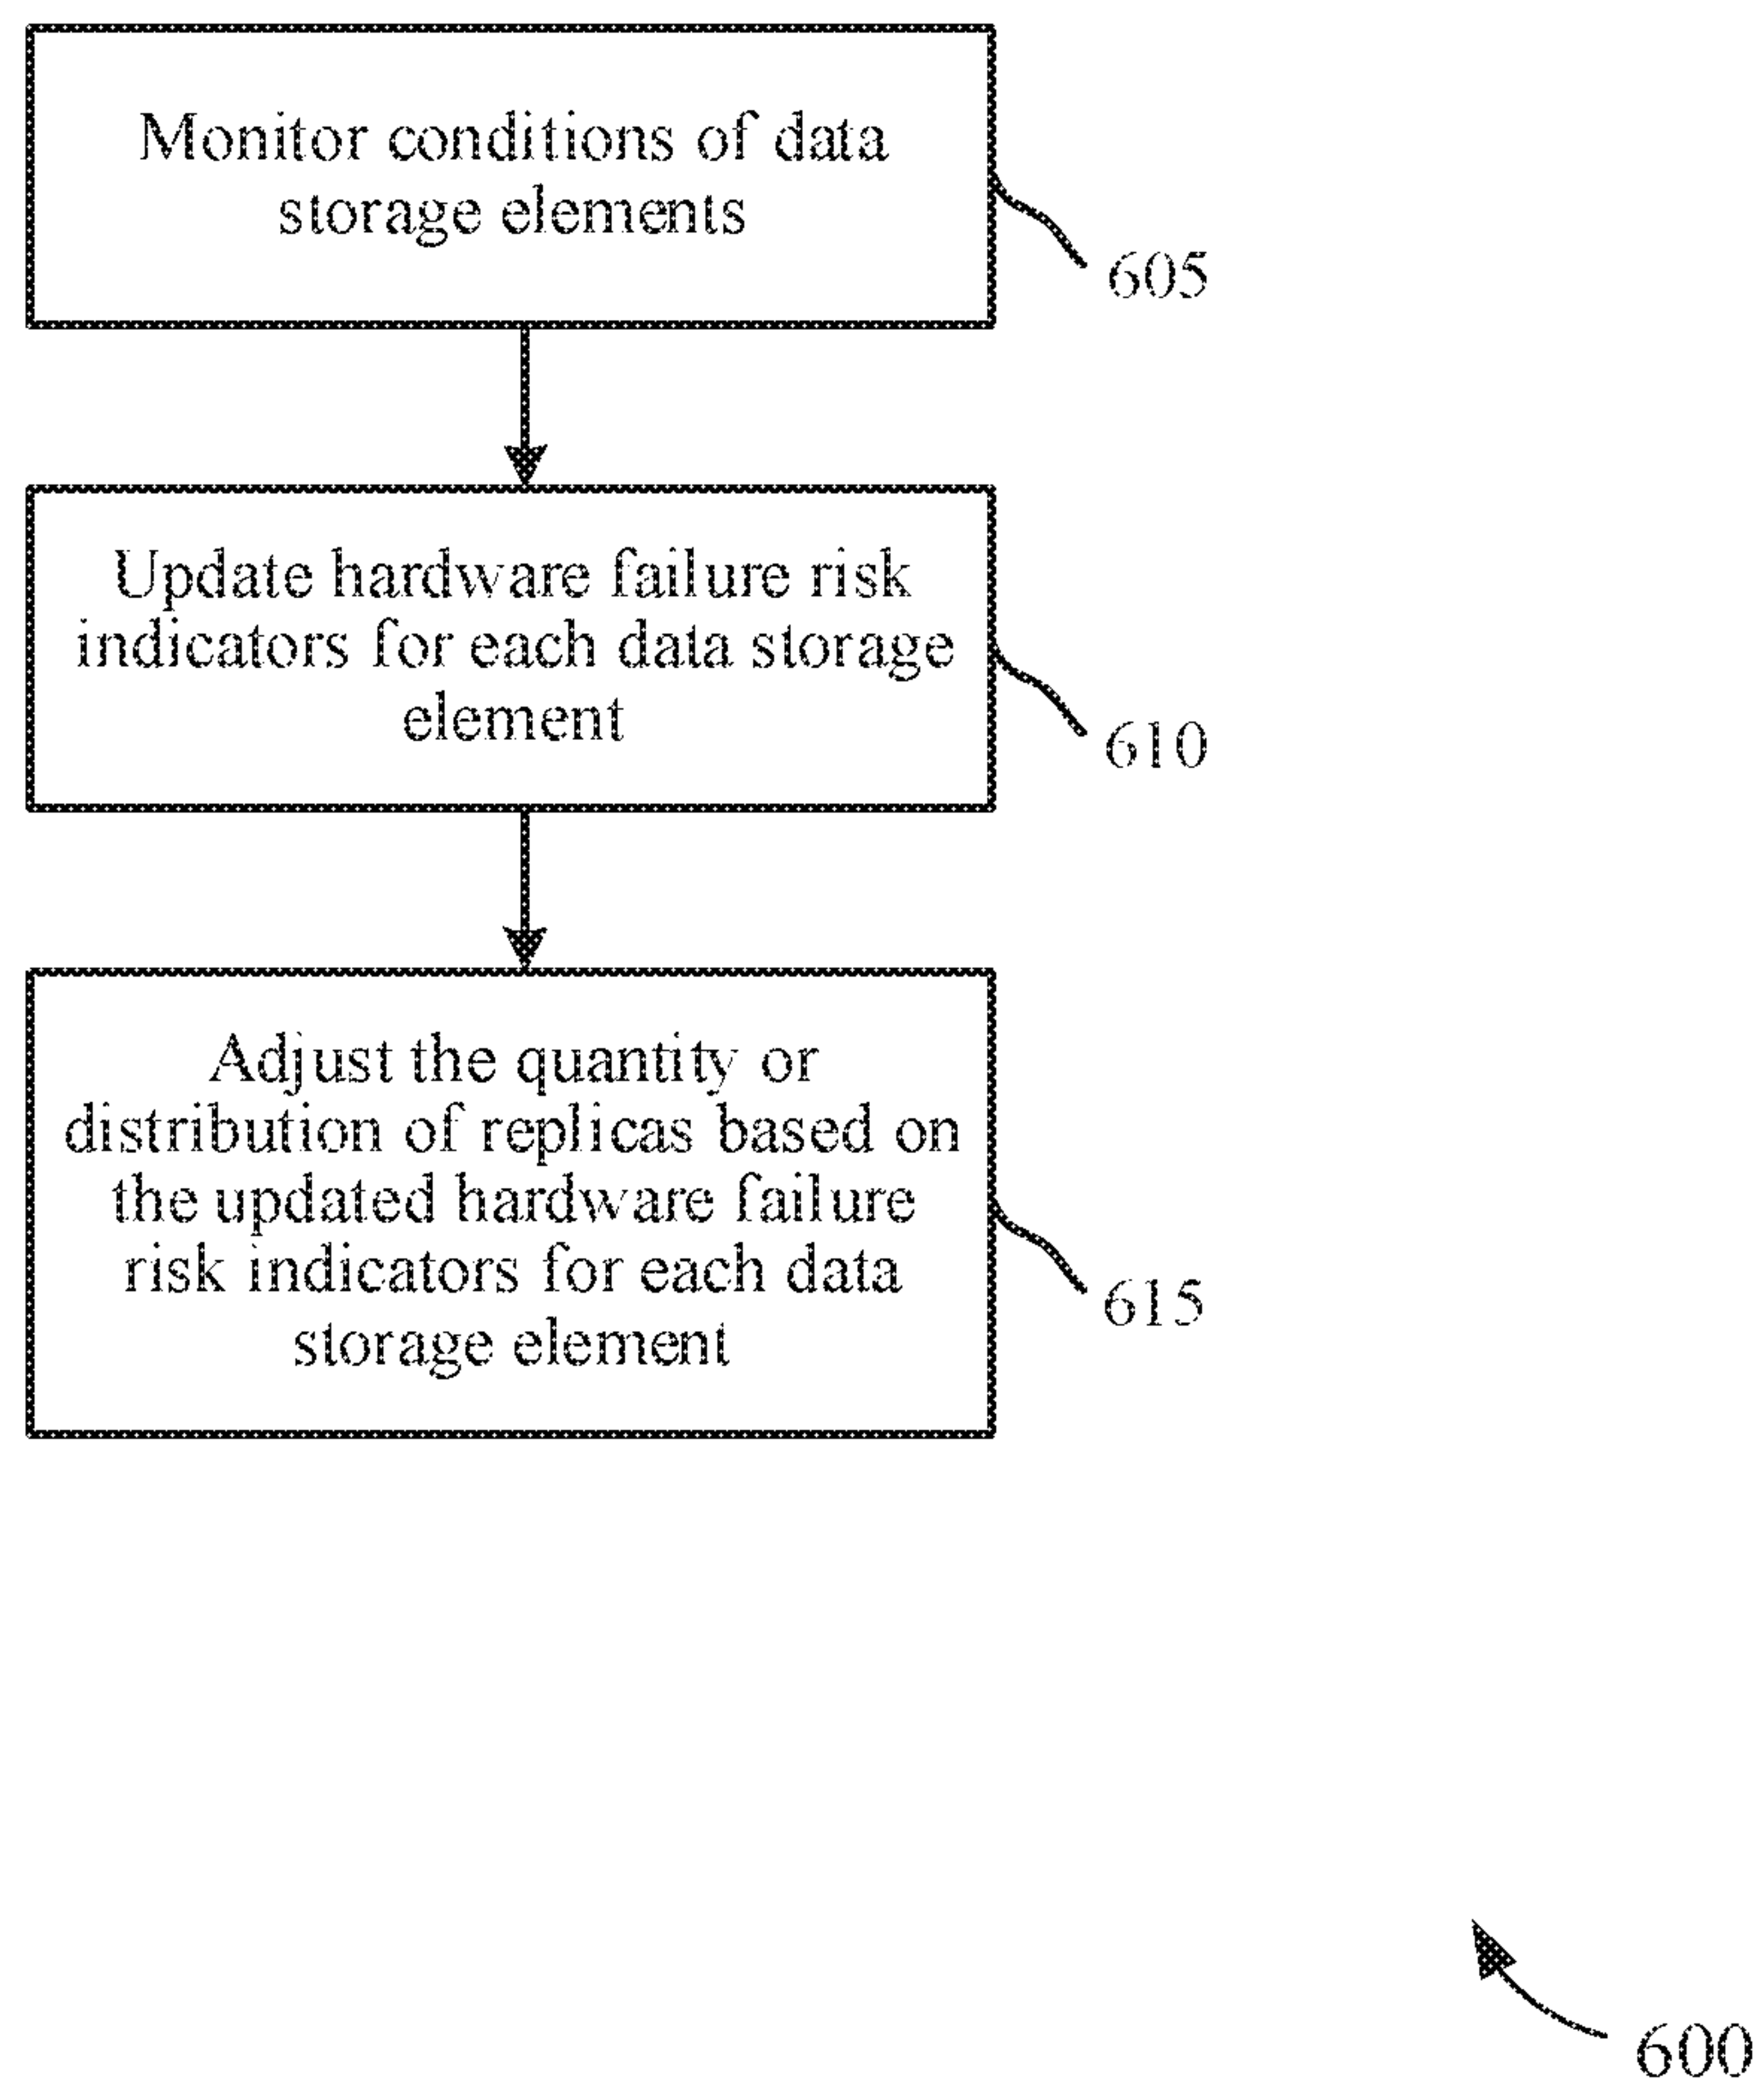 Monitor conditions of data
storage elements
605
Update hardware failure risk
indicators for each data storage
element
610
Adjust the quantity or
distribution of replicas based on
the updated hardware failure
risk indicators for each data
storage element
615
600